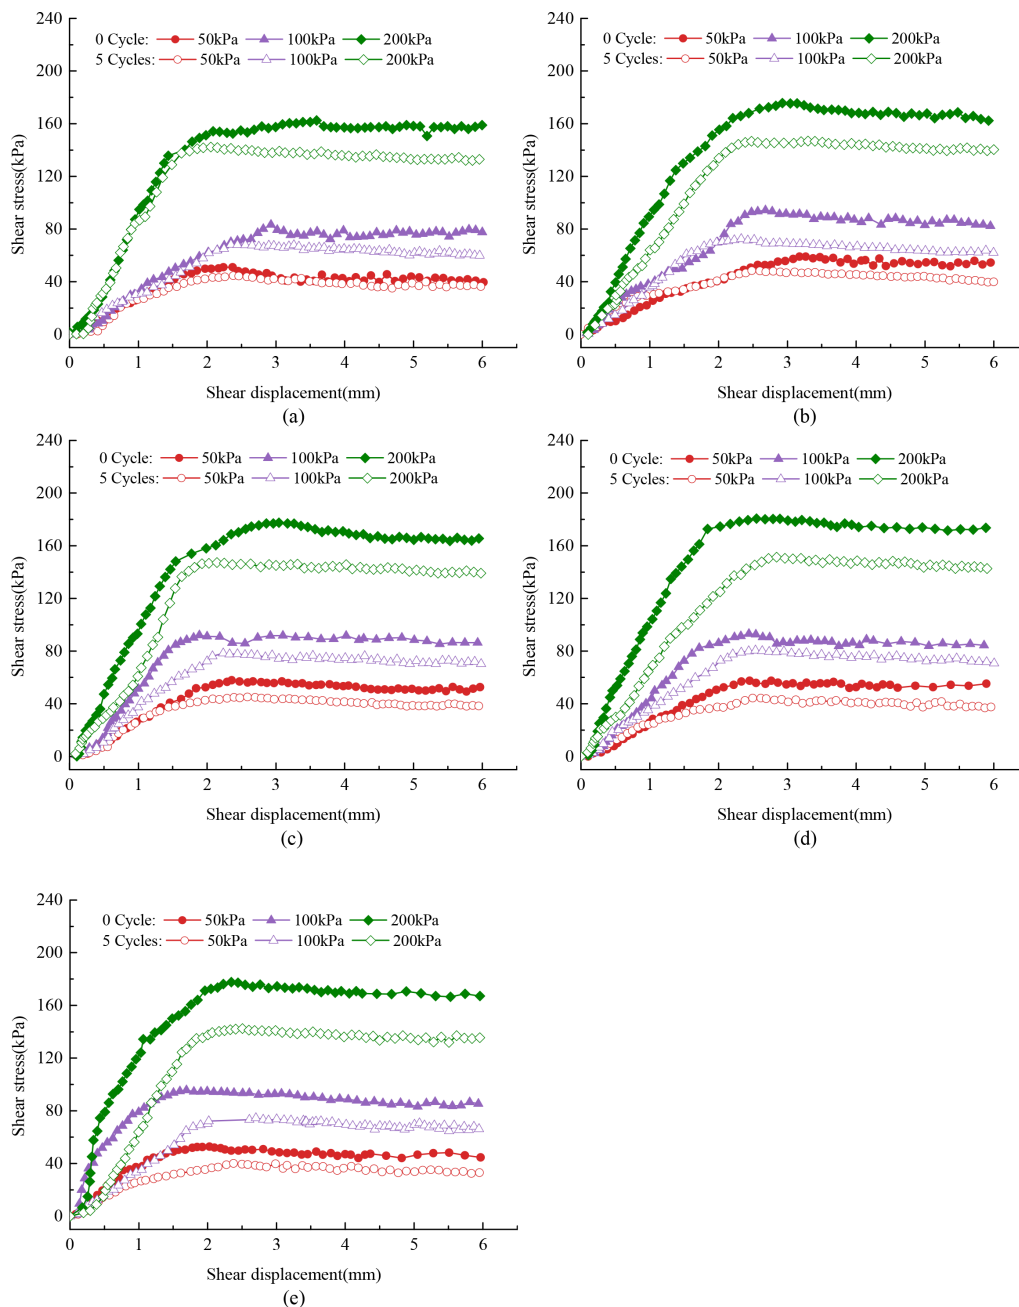 240
200
160
120
80
40
0
Shear stress(kPa)
0 Cycle: 50kPa 100kPa 200kPa
5 Cycles: 50kPa 100kPa 200kPa
0 1 2 3 4 5 6
Shear displacement(mm)
(a)
240
200
160
120
80
40
0
Shear stress(kPa)
0 Cycle: 50kPa 100kPa 200kPa
5 Cycles: 50kPa 100kPa 200kPa
0 1 2 3 4 5 6
Shear displacement(mm)
(b)
240
200
160
120
80
40
0
Shear stress(kPa)
0 Cycle: 50kPa 100kPa 200kPa
5 Cycles: 50kPa 100kPa 200kPa
0 1 2 3 4 5 6
Shear displacement(mm)
(c)
240
200
160
120
80
40
0
Shear stress(kPa)
0 Cycle: 50kPa 100kPa 200kPa
5 Cycles: 50kPa 100kPa 200kPa
0 1 2 3 4 5 6
Shear displacement(mm)
(d)
240
200
160
120
80
40
0
Shear stress(kPa)
0 Cycle: 50kPa 100kPa 200kPa
5 Cycles: 50kPa 100kPa 200kPa
0 1 2 3 4 5 6
Shear displacement(mm)
(e)